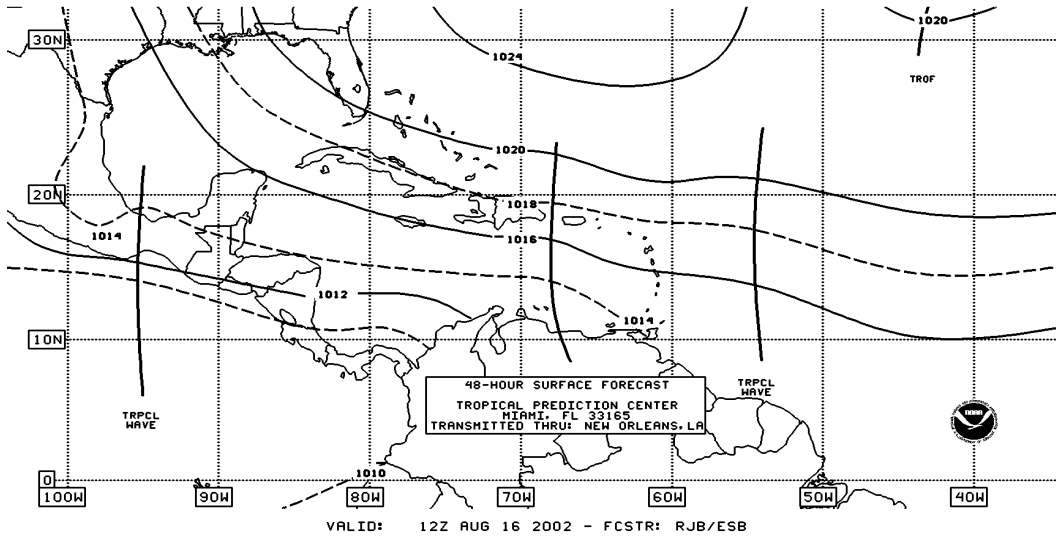 1020
30N
1024
TROF
1020
20N
1018
1014
1016
1012
1014
10N
48-HOUR SURFACE FORECAST
TROPICAL PREDICTION CENTER
MIAMI, FL 33165
TRANSMITTED THRU: NEW ORLEANS,LA
TRPCL
WAVE
TRPCL
WAVE
NOAA
1010
0
100W
90W
80W
70W
60W
50W
40W
VALID: 12Z AUG 16 2002 - FCSTR: RJB/ESB